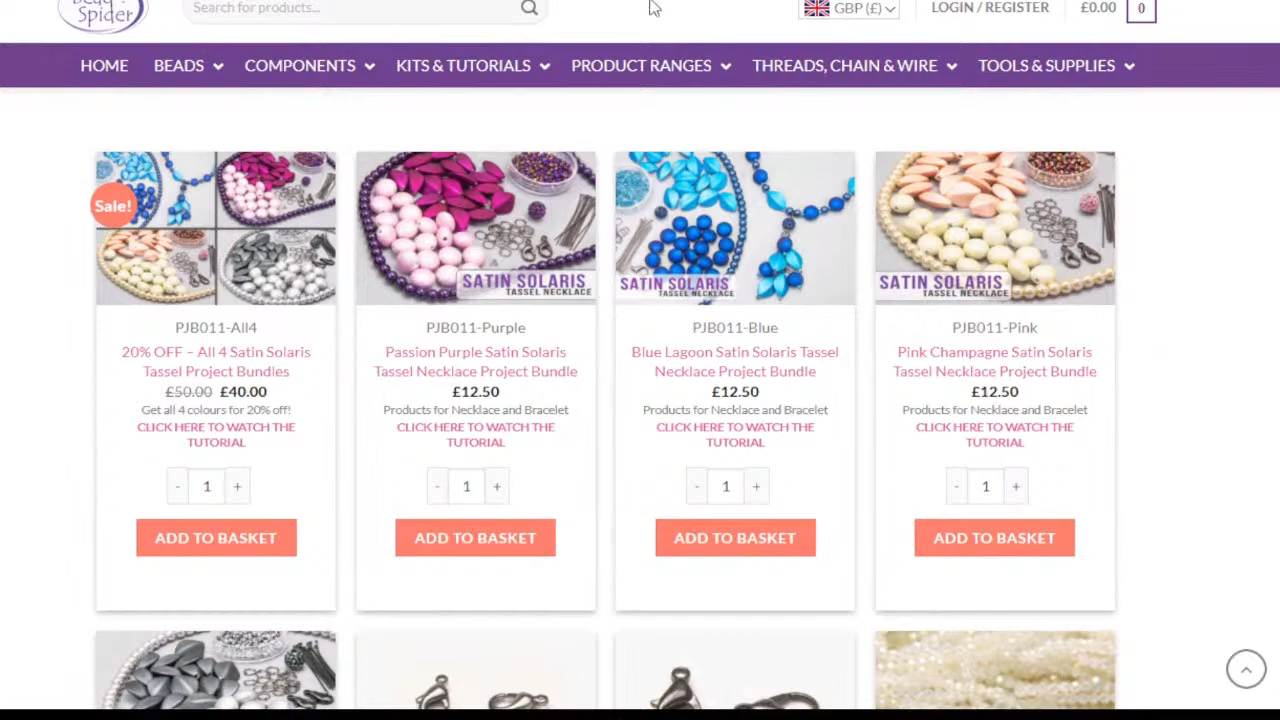 Bead
Spider
Search for products...
GBP (£)
LOGIN / REGISTER
£0.00
0
HOME
BEADS
COMPONENTS
KITS & TUTORIALS
PRODUCT RANGES
THREADS, CHAIN & WIRE
TOOLS & SUPPLIES
Sale!
SATIN SOLARIS
TASSEL NECKLACE
SATIN SOLARIS
TASSEL NECKLACE
SATIN SOLARIS
TASSEL NECKLACE
PJB011-All4
20% OFF – All 4 Satin Solaris
Tassel Project Bundles
£50.00 £40.00
Get all 4 colours for 20% off!
CLICK HERE TO WATCH THE
TUTORIAL
- 1 +
ADD TO BASKET
PJB011-Purple
Passion Purple Satin Solaris
Tassel Necklace Project Bundle
£12.50
Products for Necklace and Bracelet
CLICK HERE TO WATCH THE
TUTORIAL
- 1 +
ADD TO BASKET
PJB011-Blue
Blue Lagoon Satin Solaris Tassel
Necklace Project Bundle
£12.50
Products for Necklace and Bracelet
CLICK HERE TO WATCH THE
TUTORIAL
- 1 +
ADD TO BASKET
PJB011-Pink
Pink Champagne Satin Solaris
Tassel Necklace Project Bundle
£12.50
Products for Necklace and Bracelet
CLICK HERE TO WATCH THE
TUTORIAL
- 1 +
ADD TO BASKET